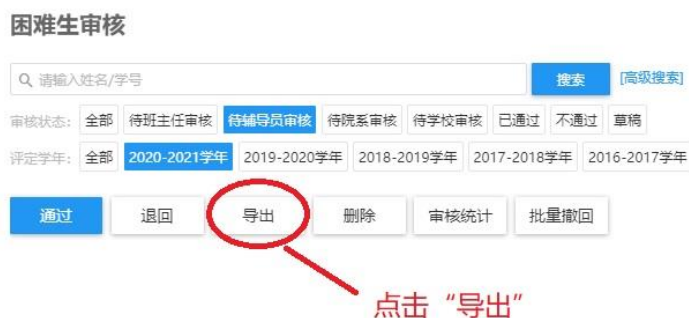 困难生审核
请输入姓名/学号 搜索 [高级搜索]
审核状态: 全部 待班主任审核 待辅导员审核 待院系审核 待学校审核 已通过 不通过 草稿
评定学年: 全部 2020-2021学年 2019-2020学年 2018-2019学年 2017-2018学年 2016-2017学年
通过 退回 导出 删除 审核统计 批量撤回
点击“导出”